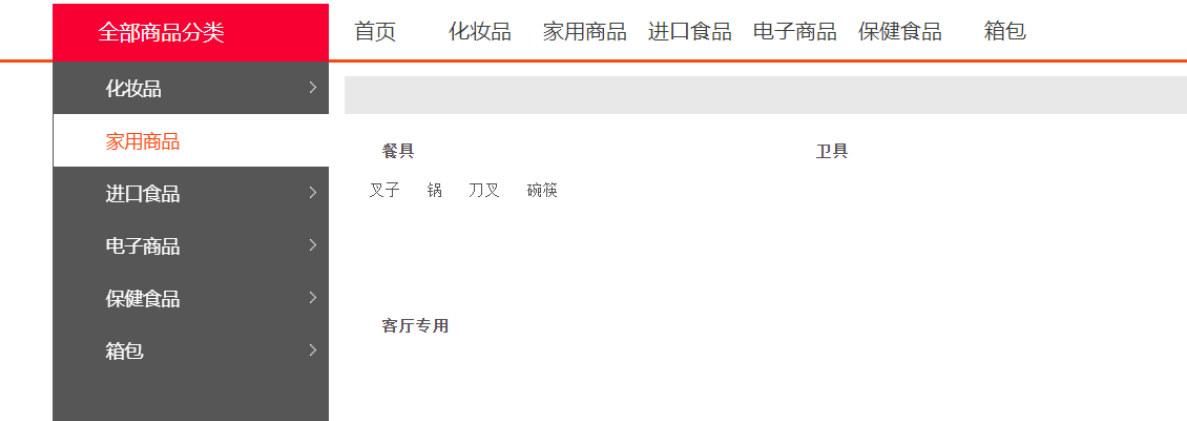 全部商品分类 首页 化妆品 家用商品 进口食品 电子商品 保健食品 箱包
化妆品
家用商品
进口食品
电子商品
保健食品
箱包
餐具 卫具
叉子 锅 刀叉 碗筷
客厅专用